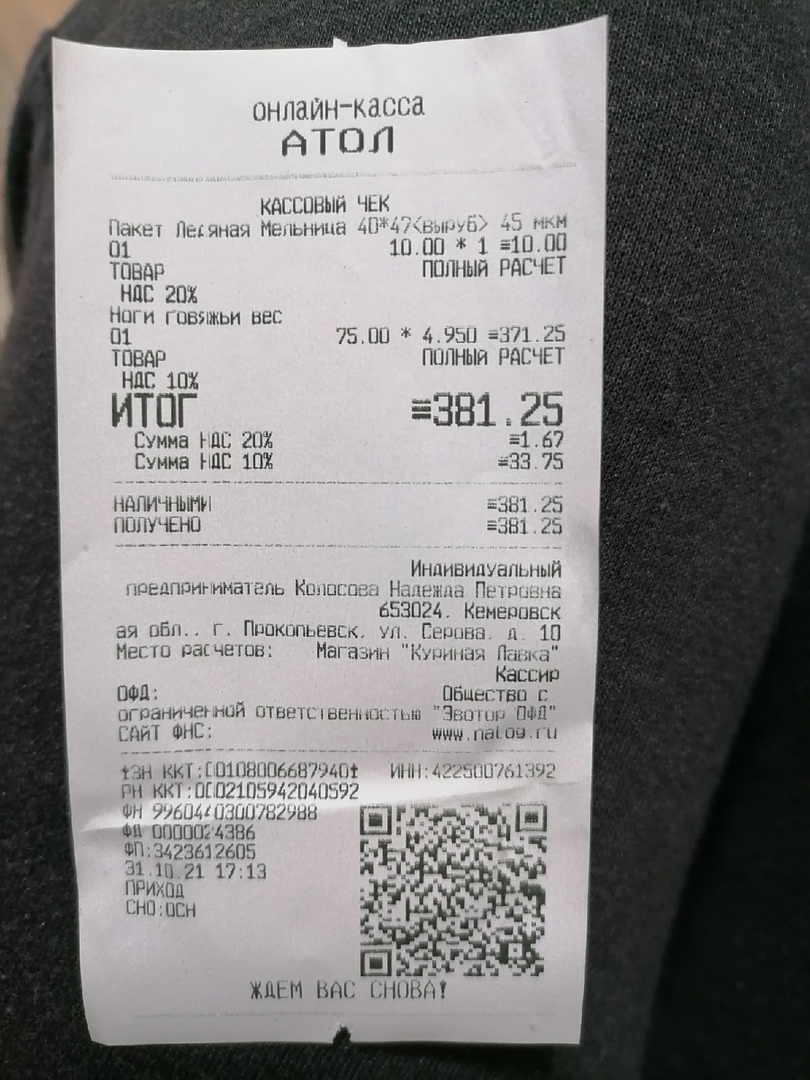 онлайн-касса
АТОЛ
КАССОВЫЙ ЧЕК
Пакет Ледяная Мельница 40*47<выруб> 45 мкм
01 10.00 * 1 ≡10.00
ТОВАР ПОЛНЫЙ РАСЧЕТ
НДС 20%
Ноги говяжьи вес
01 75.00 * 4.950 ≡371.25
ТОВАР ПОЛНЫЙ РАСЧЕТ
НДС 10%
ИТОГ ≡381.25
Сумма НДС 20% ≡1.67
Сумма НДС 10% ≡33.75
НАЛИЧНЫМИ ≡381.25
ПОЛУЧЕНО ≡381.25
Индивидуальный
предприниматель Колосова Надежда Петровна
653024, Кемеровск
ая обл., г. Прокопьевск, ул. Серова, д. 10
Место расчетов: Магазин "Куриная Лавка"
Кассир
ОФД: Общество с
ограниченной ответственностью "Эвотор ОФД"
САЙТ ФНС: www.nalog.ru
ЗН ККТ:00108006687940 ИНН:422500761392
РН ККТ:0002105942040592
ФН 9960440300782988
ФД 0000024386
ФП:3423612605
31.10.21 17:13
ПРИХОД
СНО:ОСН
ЖДЕМ ВАС СНОВА!